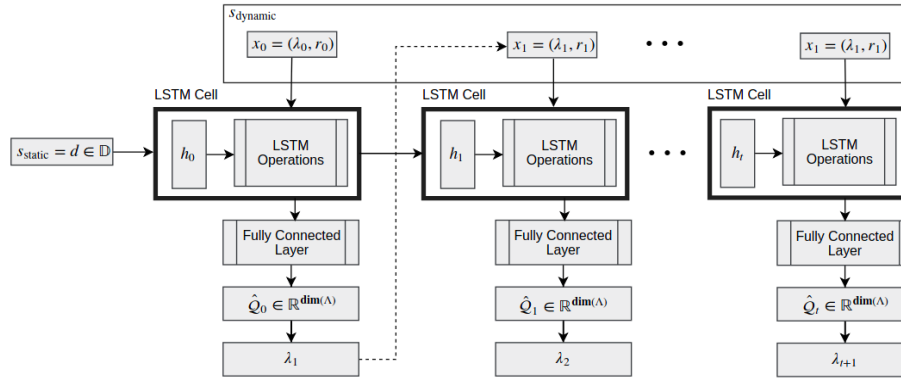 s_dynamic
x_0 = (λ_0, r_0)
x_1 = (λ_1, r_1)
• • •
x_1 = (λ_1, r_1)
LSTM Cell
LSTM Cell
LSTM Cell
s_static = d ∈ 𝔻
h_0
LSTM
Operations
h_1
LSTM
Operations
• • •
h_t
LSTM
Operations
Fully Connected
Layer
Fully Connected
Layer
Fully Connected
Layer
Q̂_0 ∈ ℝ^dim(Λ)
Q̂_1 ∈ ℝ^dim(Λ)
Q̂_t ∈ ℝ^dim(Λ)
λ_1
λ_2
λ_{t+1}